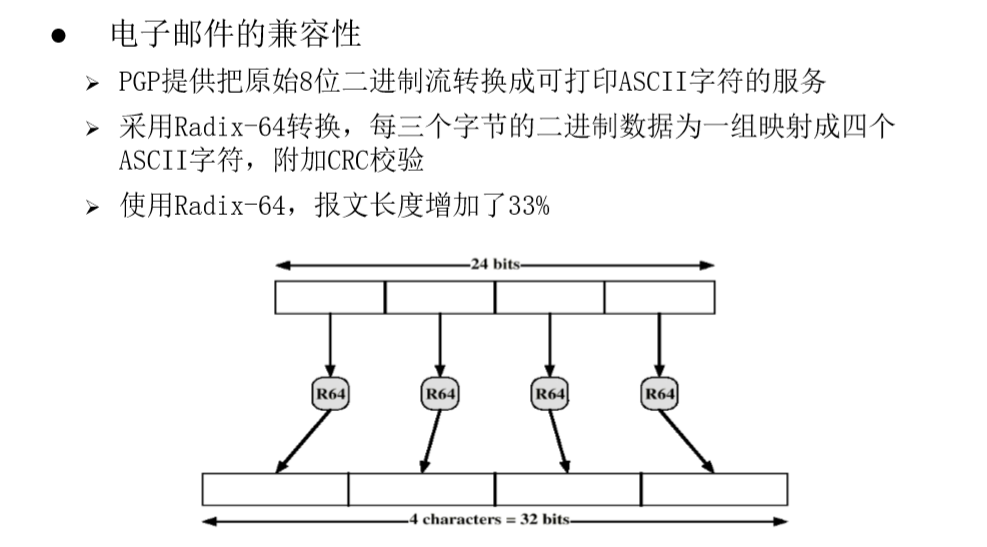 ● 电子邮件的兼容性
➢ PGP提供把原始8位二进制流转换成可打印ASCII字符的服务
➢ 采用Radix-64转换，每三个字节的二进制数据为一组映射成四个
ASCII字符，附加CRC校验
➢ 使用Radix-64，报文长度增加了33%
24 bits
R64 R64 R64 R64
4 characters = 32 bits